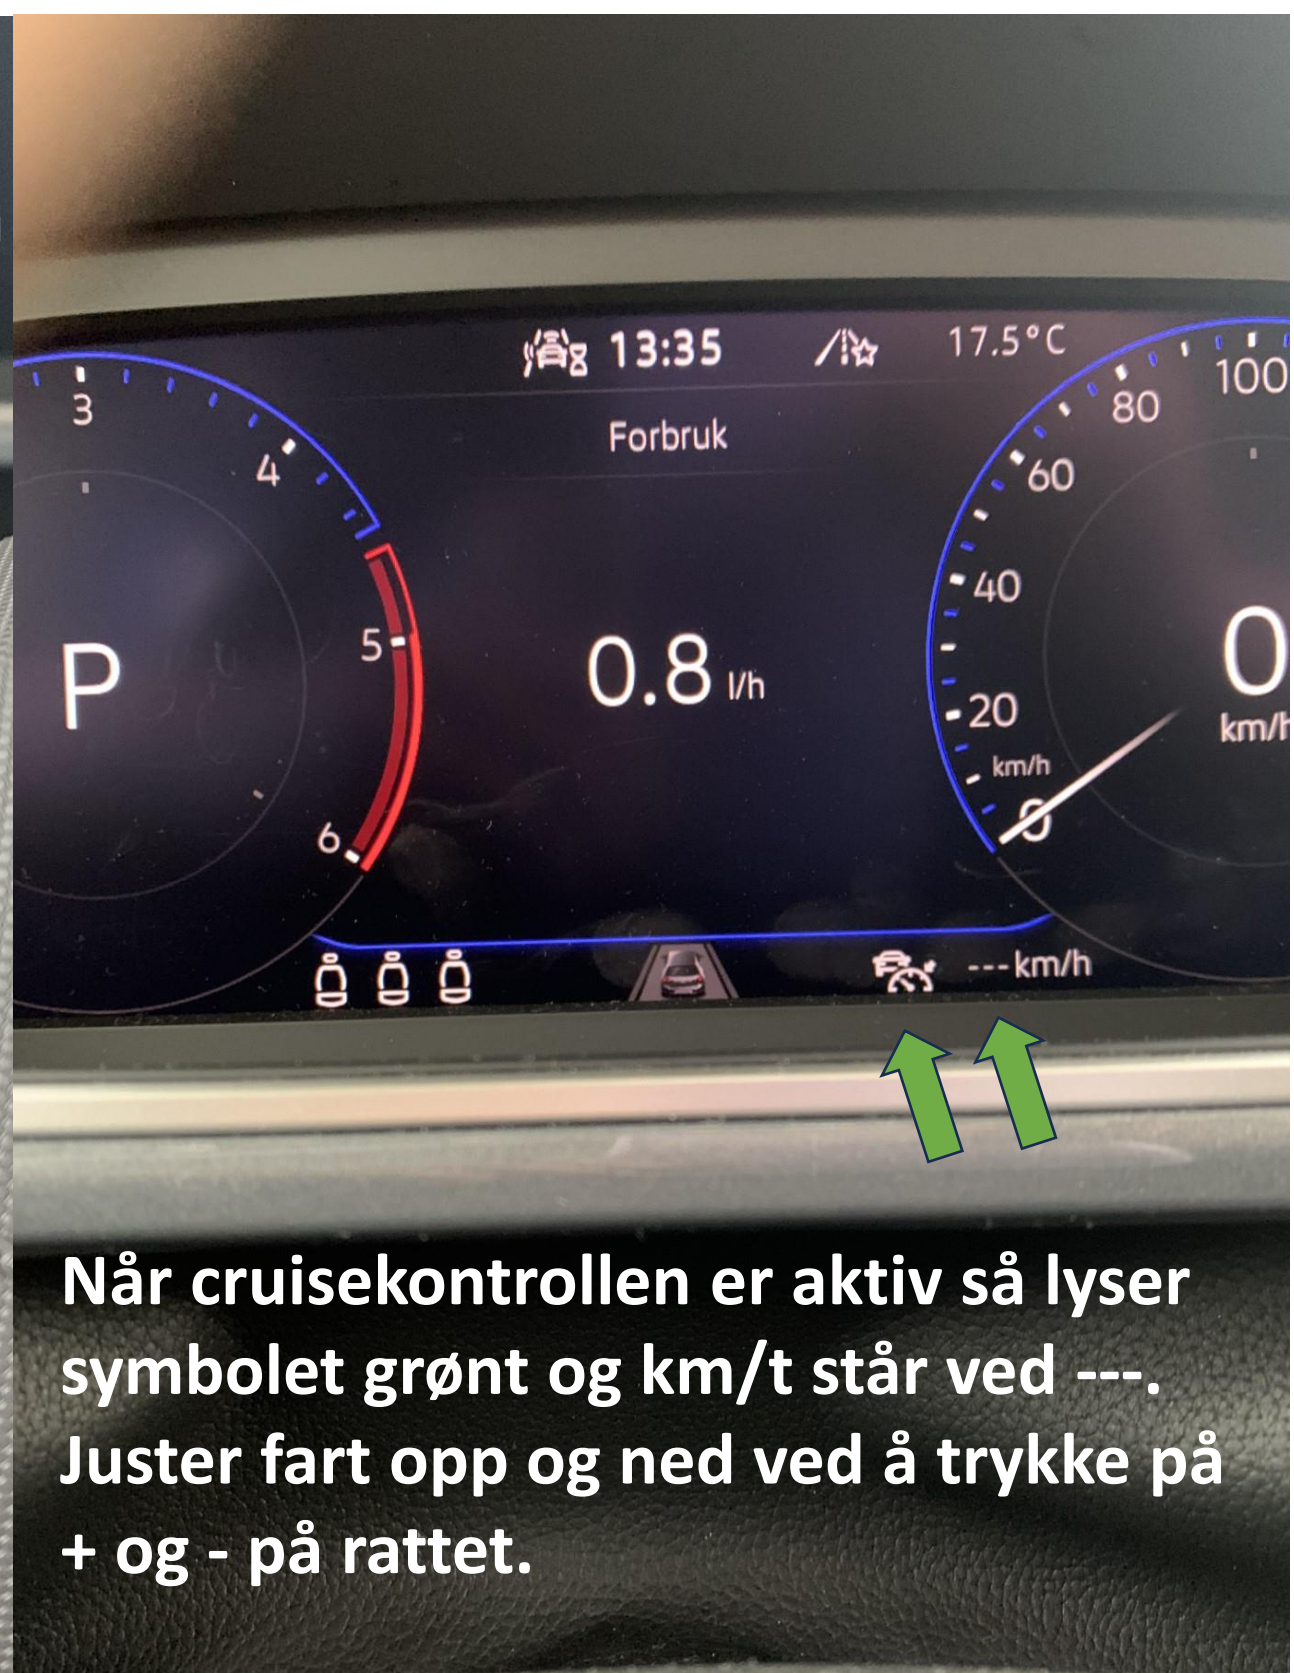 13:35
17.5°C
Forbruk
3
4
5
6
P
0.8 l/h
100
80
60
40
20
km/h
0
0
km/h
---km/h
Når cruisekontrollen er aktiv så lyser
symbolet grønt og km/t står ved ---.
Juster fart opp og ned ved å trykke på
+ og - på rattet.